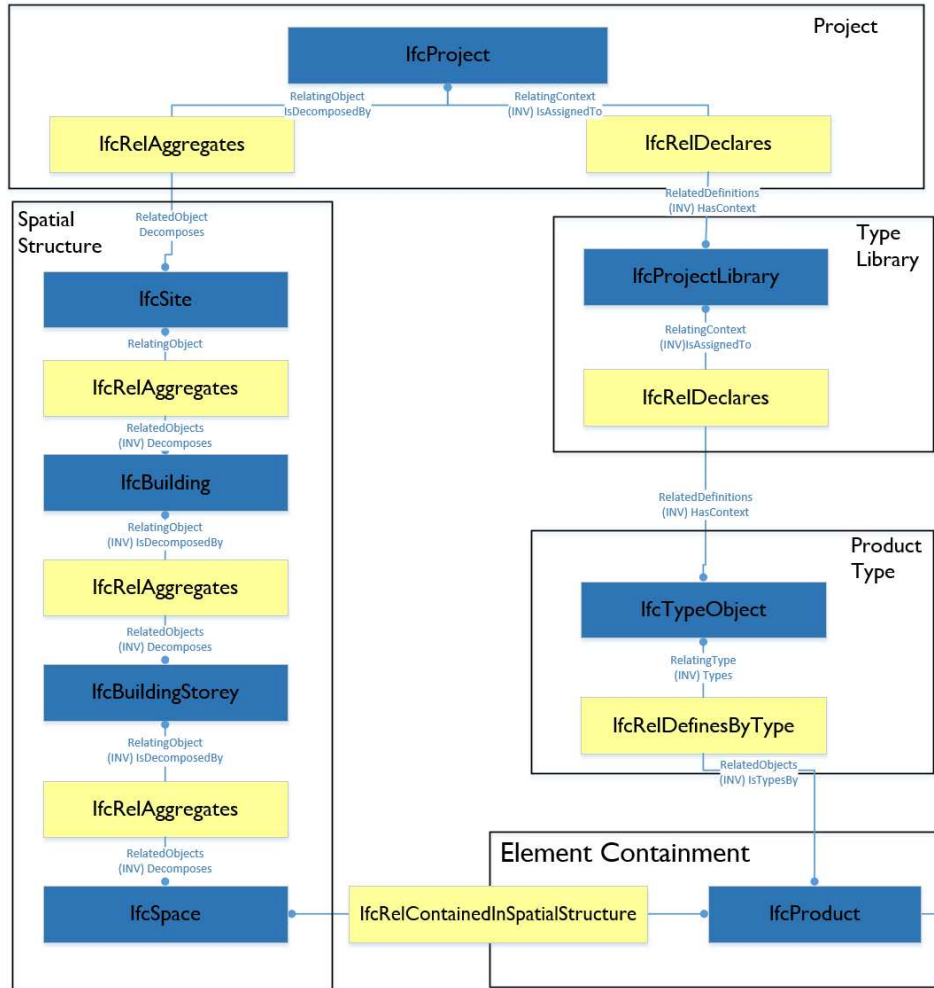 Project
IfcProject
RelatingObject
IsDecomposedBy
RelatingContext
(INV) IsAssignedTo
IfcRelAggregates
IfcRelDeclares
RelatedObject
Decomposes
RelatedDefinitions
(INV) HasContext
Spatial
Structure
IfcSite
RelatingObject
IfcRelAggregates
RelatedObjects
(INV) Decomposes
IfcBuilding
RelatingObject
(INV) IsDecomposedBy
IfcRelAggregates
RelatedObjects
(INV) Decomposes
IfcBuildingStorey
RelatingObject
(INV) IsDecomposedBy
IfcRelAggregates
RelatedObjects
(INV) Decomposes
IfcSpace
Type
Library
IfcProjectLibrary
RelatingContext
(INV)IsAssignedTo
IfcRelDeclares
RelatedDefinitions
(INV) HasContext
Product
Type
IfcTypeObject
RelatingType
(INV) Types
IfcRelDefinesByType
RelatedObjects
(INV) IsTypesBy
Element Containment
IfcRelContainedInSpatialStructure
IfcProduct